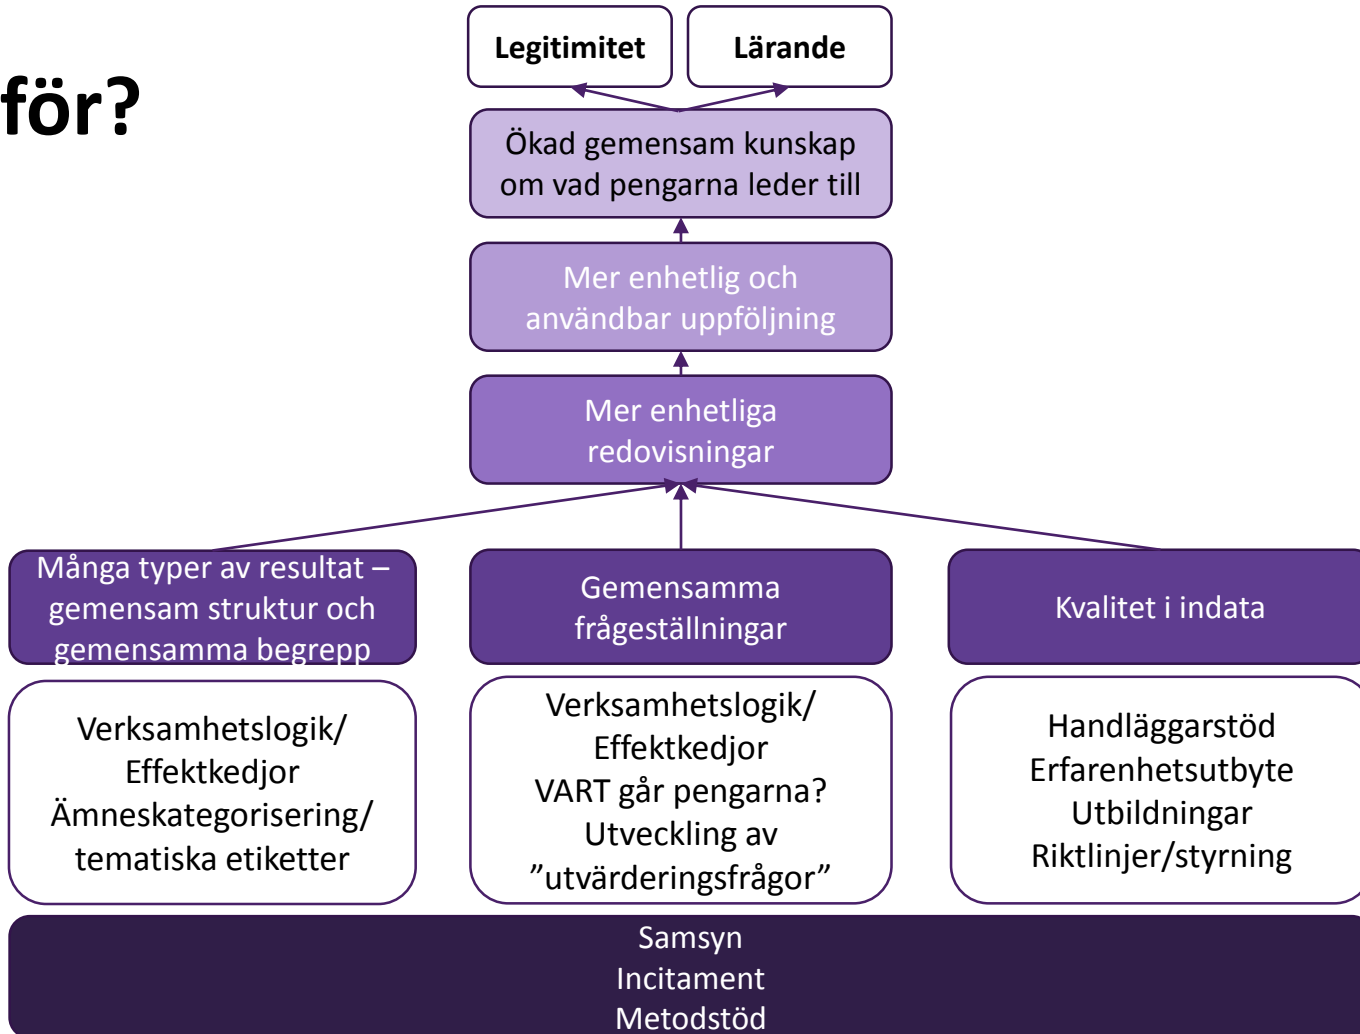 för?
Legitimitet
Lärande
Ökad gemensam kunskap
om vad pengarna leder till
Mer enhetlig och
användbar uppföljning
Mer enhetliga
redovisningar
Många typer av resultat –
gemensam struktur och
gemensamma begrepp
Gemensamma
frågeställningar
Kvalitet i indata
Verksamhetslogik/
Effektkedjor
Ämneskategorisering/
tematiska etiketter
Verksamhetslogik/
Effektkedjor
VART går pengarna?
Utveckling av
”utvärderingsfrågor”
Handläggarstöd
Erfarenhetsutbyte
Utbildningar
Riktlinjer/styrning
Samsyn
Incitament
Metodstöd